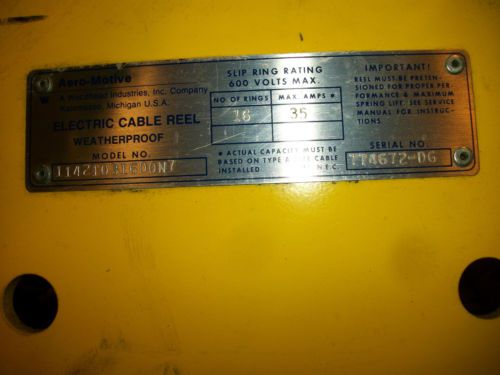 Aero-Motive
A Woodhead Industries, Inc. Company
Kalamazoo, Michigan U.S.A.
ELECTRIC CABLE REEL
WEATHERPROOF
MODEL NO.
SLIP RING RATING
600 VOLTS MAX.
NO. OF RINGS MAX. AMPS *
16 35
* ACTUAL CAPACITY MUST BE
BASED ON TYPE CABLE
INSTALLED N.E.C.
IMPORTANT!
REEL MUST BE PRETEN-
SIONED FOR PROPER PER-
FORMANCE & MAXIMUM
SPRING LIFE. SEE SERVICE
MANUAL FOR INSTRUC-
TIONS.
SERIAL NO.
114672-DG